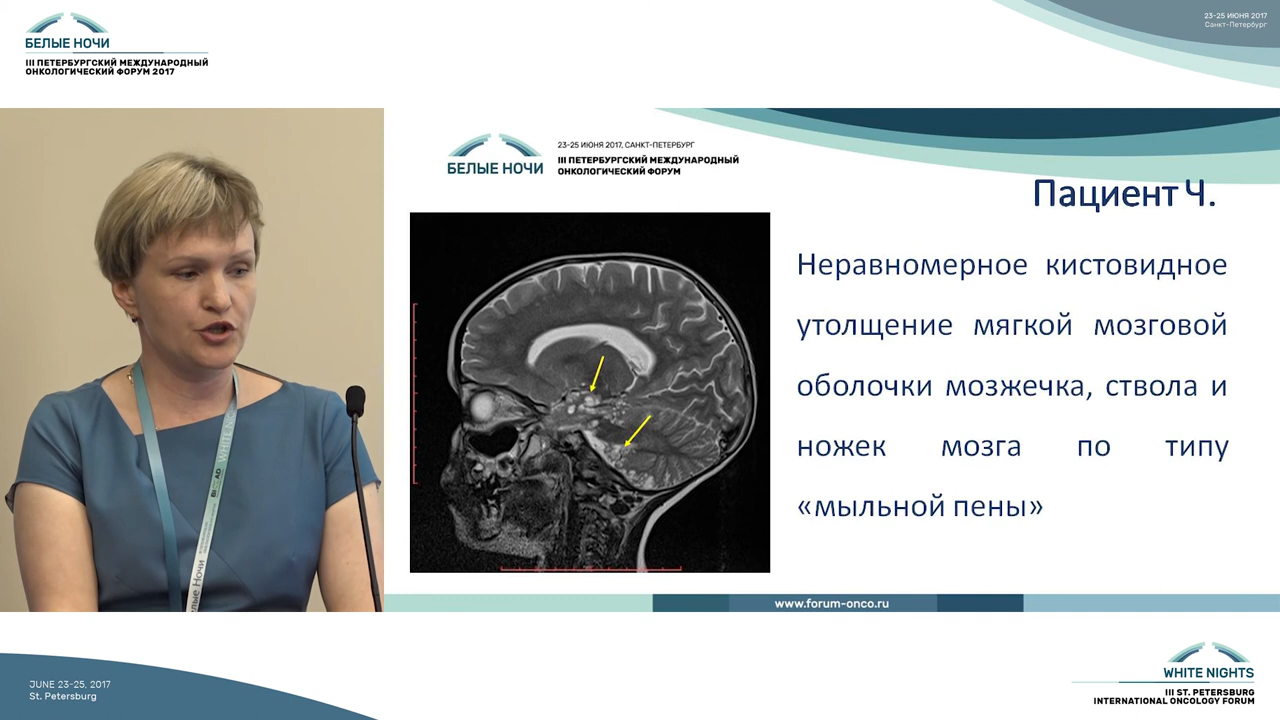 БЕЛЫЕ НОЧИ
III ПЕТЕРБУРГСКИЙ МЕЖДУНАРОДНЫЙ
ОНКОЛОГИЧЕСКИЙ ФОРУМ 2017
23-25 ИЮНЯ 2017
Санкт-Петербург
БЕЛЫЕ НОЧИ
23-25 ИЮНЯ 2017, САНКТ-ПЕТЕРБУРГ
III ПЕТЕРБУРГСКИЙ МЕЖДУНАРОДНЫЙ
ОНКОЛОГИЧЕСКИЙ ФОРУМ
Пациент Ч.
Неравномерное кистовидное
утолщение мягкой мозговой
оболочки мозжечка, ствола и
ножек мозга по типу
«мыльной пены»
www.forum-onco.ru
JUNE 23-25, 2017
St. Petersburg
WHITE NIGHTS
III ST. PETERSBURG
INTERNATIONAL ONCOLOGY FORUM